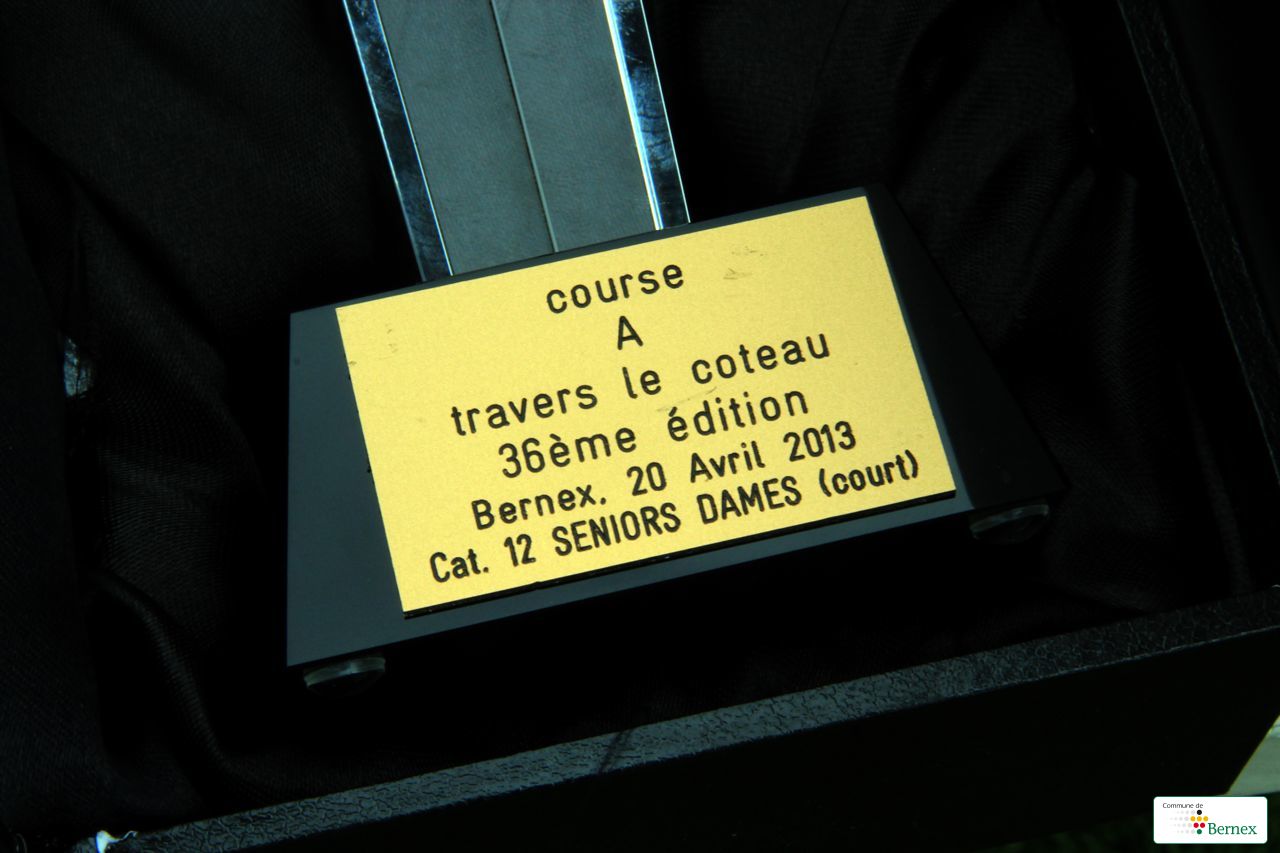 course
A
travers le coteau
36ème édition
Bernex, 20 Avril 2013
Cat. 12 SENIORS DAMES (court)
Commune de
Bernex